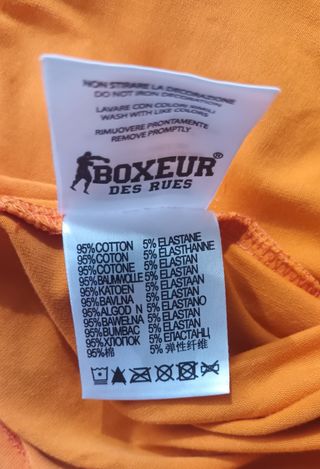 NON STIRARE LA DECORAZIONE
DO NOT IRON DECORATION
LAVARE CON COLORI SIMILI
WASH WITH LIKE COLORS
RIMUOVERE PRONTAMENTE
REMOVE PROMPTLY
BOXEUR
DES RUES
95%COTTON 5% ELASTANE
95%COTON 5% ELASTHANNE
95%COTONE 5% ELASTAN
95%BAUMWOLLE 5% ELASTAN
95%KATOEN 5% ELASTAAN
95%BAVLNA 5% ELASTAN
95%ALGOD N 5% ELASTANO
95%BAWEŁNA 5% ELASTAN
95%BUMBAC 5% ELASTAN
95%ΧΠΟΠΟΚ 5% ΕΠΑCΤΑΗЦ
95%棉 5% 弹性纤维